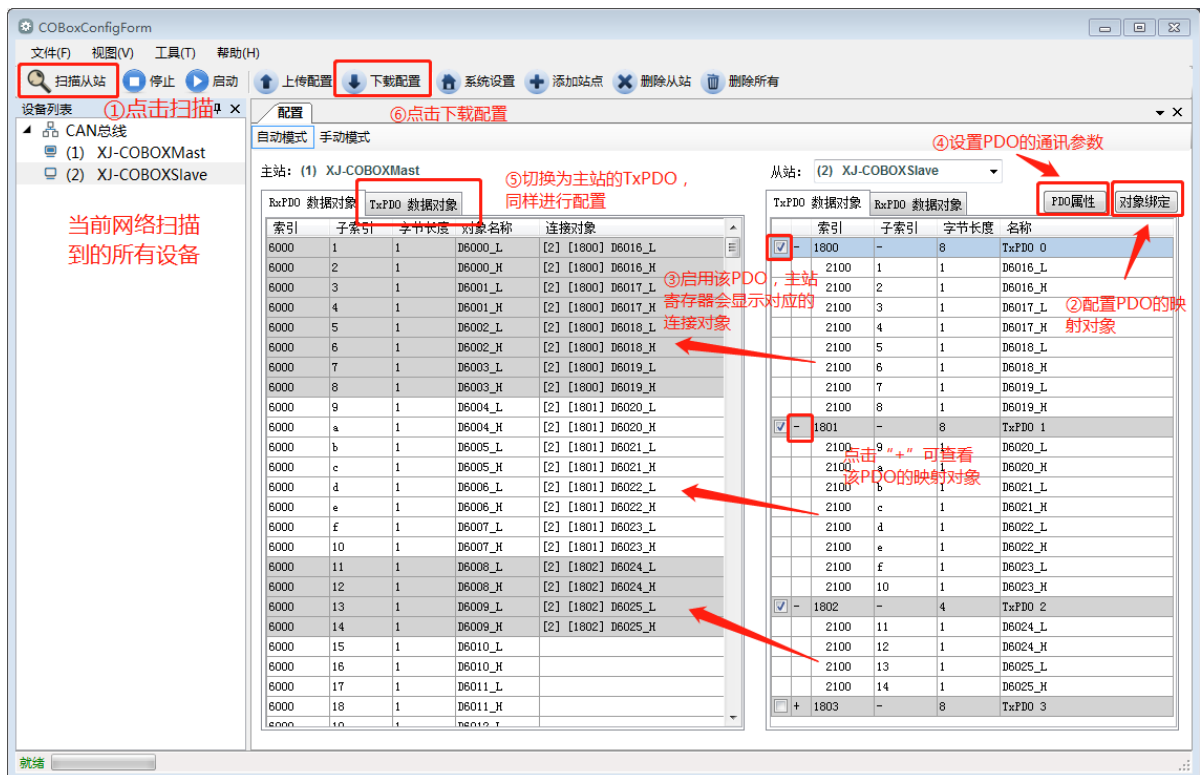 COBoxConfigForm
文件(F) 视图(V) 工具(T) 帮助(H)
扫描从站 停止 启动 上传配置 下载配置 系统设置 添加站点 删除从站 删除所有
设备列表
①点击扫描
⑥点击下载配置
CAN总线
(1) XJ-COBOXMast
(2) XJ-COBOXSlave
当前网络扫描
到的所有设备
配置
自动模式 手动模式
主站: (1) XJ-COBOXMast
⑤切换为主站的TxPDO，
同样进行配置
RxPDO 数据对象 TxPDO 数据对象
索引 子索引 字节长度 对象名称 连接对象
6000 1 1 D6000_L [2] [1800] D6016_L
6000 2 1 D6000_H [2] [1800] D6016_H
6000 3 1 D6001_L [2] [1800] D6017_L
6000 4 1 D6001_H [2] [1800] D6017_H
6000 5 1 D6002_L [2] [1800] D6018_L
6000 6 1 D6002_H [2] [1800] D6018_H
6000 7 1 D6003_L [2] [1800] D6019_L
6000 8 1 D6003_H [2] [1800] D6019_H
6000 9 1 D6004_L [2] [1801] D6020_L
6000 a 1 D6004_H [2] [1801] D6020_H
6000 b 1 D6005_L [2] [1801] D6021_L
6000 c 1 D6005_H [2] [1801] D6021_H
6000 d 1 D6006_L [2] [1801] D6022_L
6000 e 1 D6006_H [2] [1801] D6022_H
6000 f 1 D6007_L [2] [1801] D6023_L
6000 10 1 D6007_H [2] [1801] D6023_H
6000 11 1 D6008_L [2] [1802] D6024_L
6000 12 1 D6008_H [2] [1802] D6024_H
6000 13 1 D6009_L [2] [1802] D6025_L
6000 14 1 D6009_H [2] [1802] D6025_H
6000 15 1 D6010_L
6000 16 1 D6010_H
6000 17 1 D6011_L
6000 18 1 D6011_H
6000 19 1 D6012_L
③启用该PDO，主站
寄存器会显示对应的
连接对象
④设置PDO的通讯参数
从站: (2) XJ-COBOXSlave
TxPDO 数据对象 RxPDO 数据对象 PDO属性 对象绑定
索引 子索引 字节长度 名称
- 1800 - 8 TxPDO 0
2100 1 1 D6016_L
2100 2 1 D6016_H
2100 3 1 D6017_L
2100 4 1 D6017_H
2100 5 1 D6018_L
2100 6 1 D6018_H
2100 7 1 D6019_L
2100 8 1 D6019_H
- 1801 - 8 TxPDO 1
2100 9 1 D6020_L
2100 a 1 D6020_H
2100 b 1 D6021_L
2100 c 1 D6021_H
2100 d 1 D6022_L
2100 e 1 D6022_H
2100 f 1 D6023_L
2100 10 1 D6023_H
- 1802 - 4 TxPDO 2
2100 11 1 D6024_L
2100 12 1 D6024_H
2100 13 1 D6025_L
2100 14 1 D6025_H
+ 1803 - 8 TxPDO 3
②配置PDO的映
射对象
点击“+”可查看
该PDO的映射对象
就绪